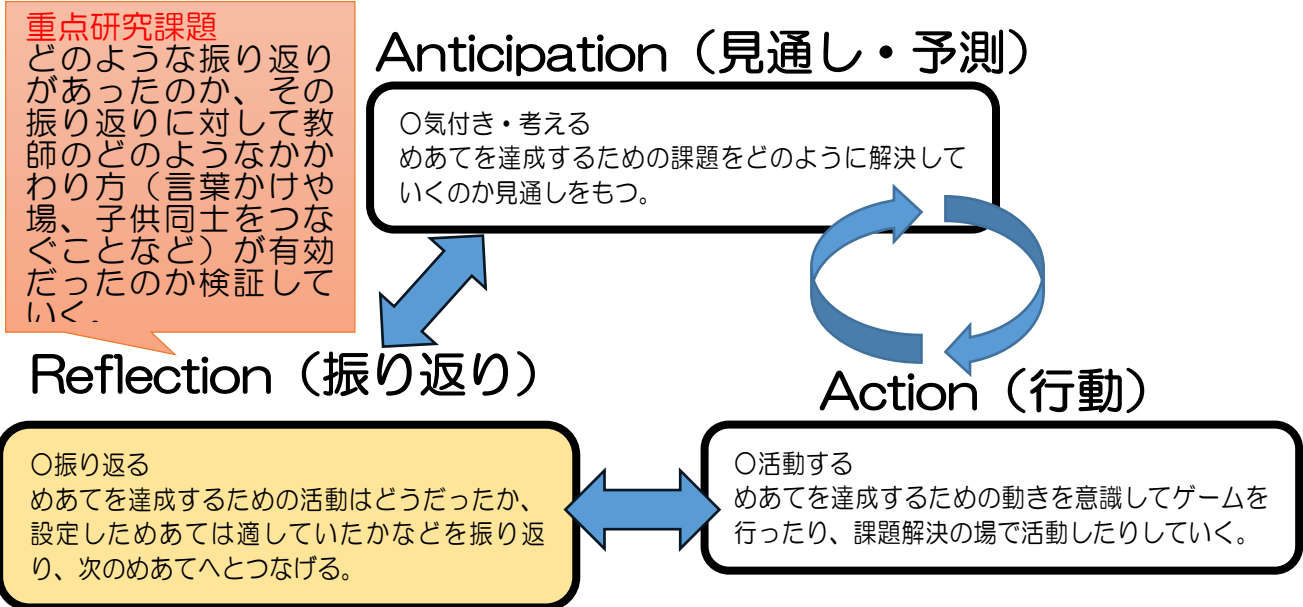 重点研究課題
どのような振り返り
があったのか、その
振り返りに対して教
師のどのようなかか
わり方（言葉かけや
場、子供同士をつな
ぐことなど）が有効
だったのか検証して
いく。
Anticipation（見通し・予測）
〇気付き・考える
めあてを達成するための課題をどのように解決して
いくのか見通しをもつ。
Reflection（振り返り）
〇振り返る
めあてを達成するための活動はどうだったか、
設定しためあては適していたかなどを振り返
り、次のめあてへとつなげる。
Action（行動）
〇活動する
めあてを達成するための動きを意識してゲームを
行ったり、課題解決の場で活動したりしていく。